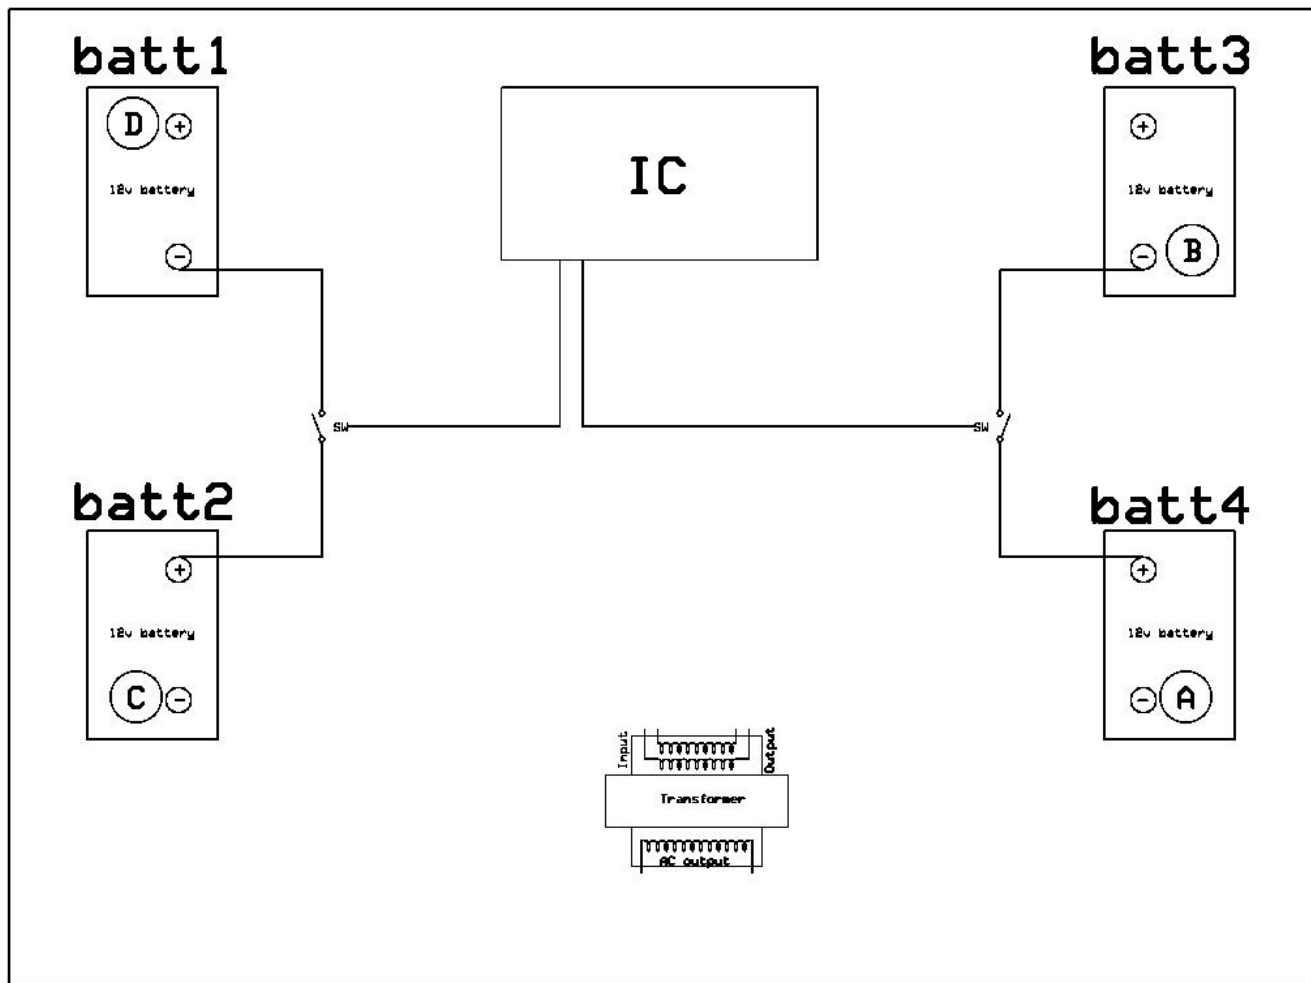 batt1
batt3
D
+
+
IC
12v battery
12v battery
-
-
B
SW
SW
batt2
batt4
+
+
12v battery
12v battery
C
-
-
A
Input
Output
Transformer
AC output